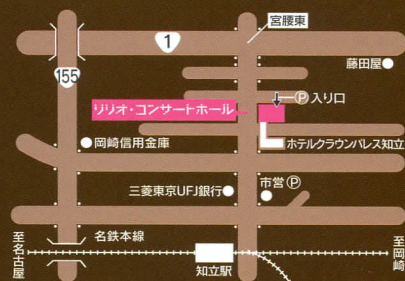 宮腰東
1
藤田屋
155
Ⓟ入り口
リリオ・コンサートホール
岡崎信用金庫
ホテルクラウンパレス知立
三菱東京UFJ銀行
市営Ⓟ
至名古屋
名鉄本線
知立駅
至岡崎